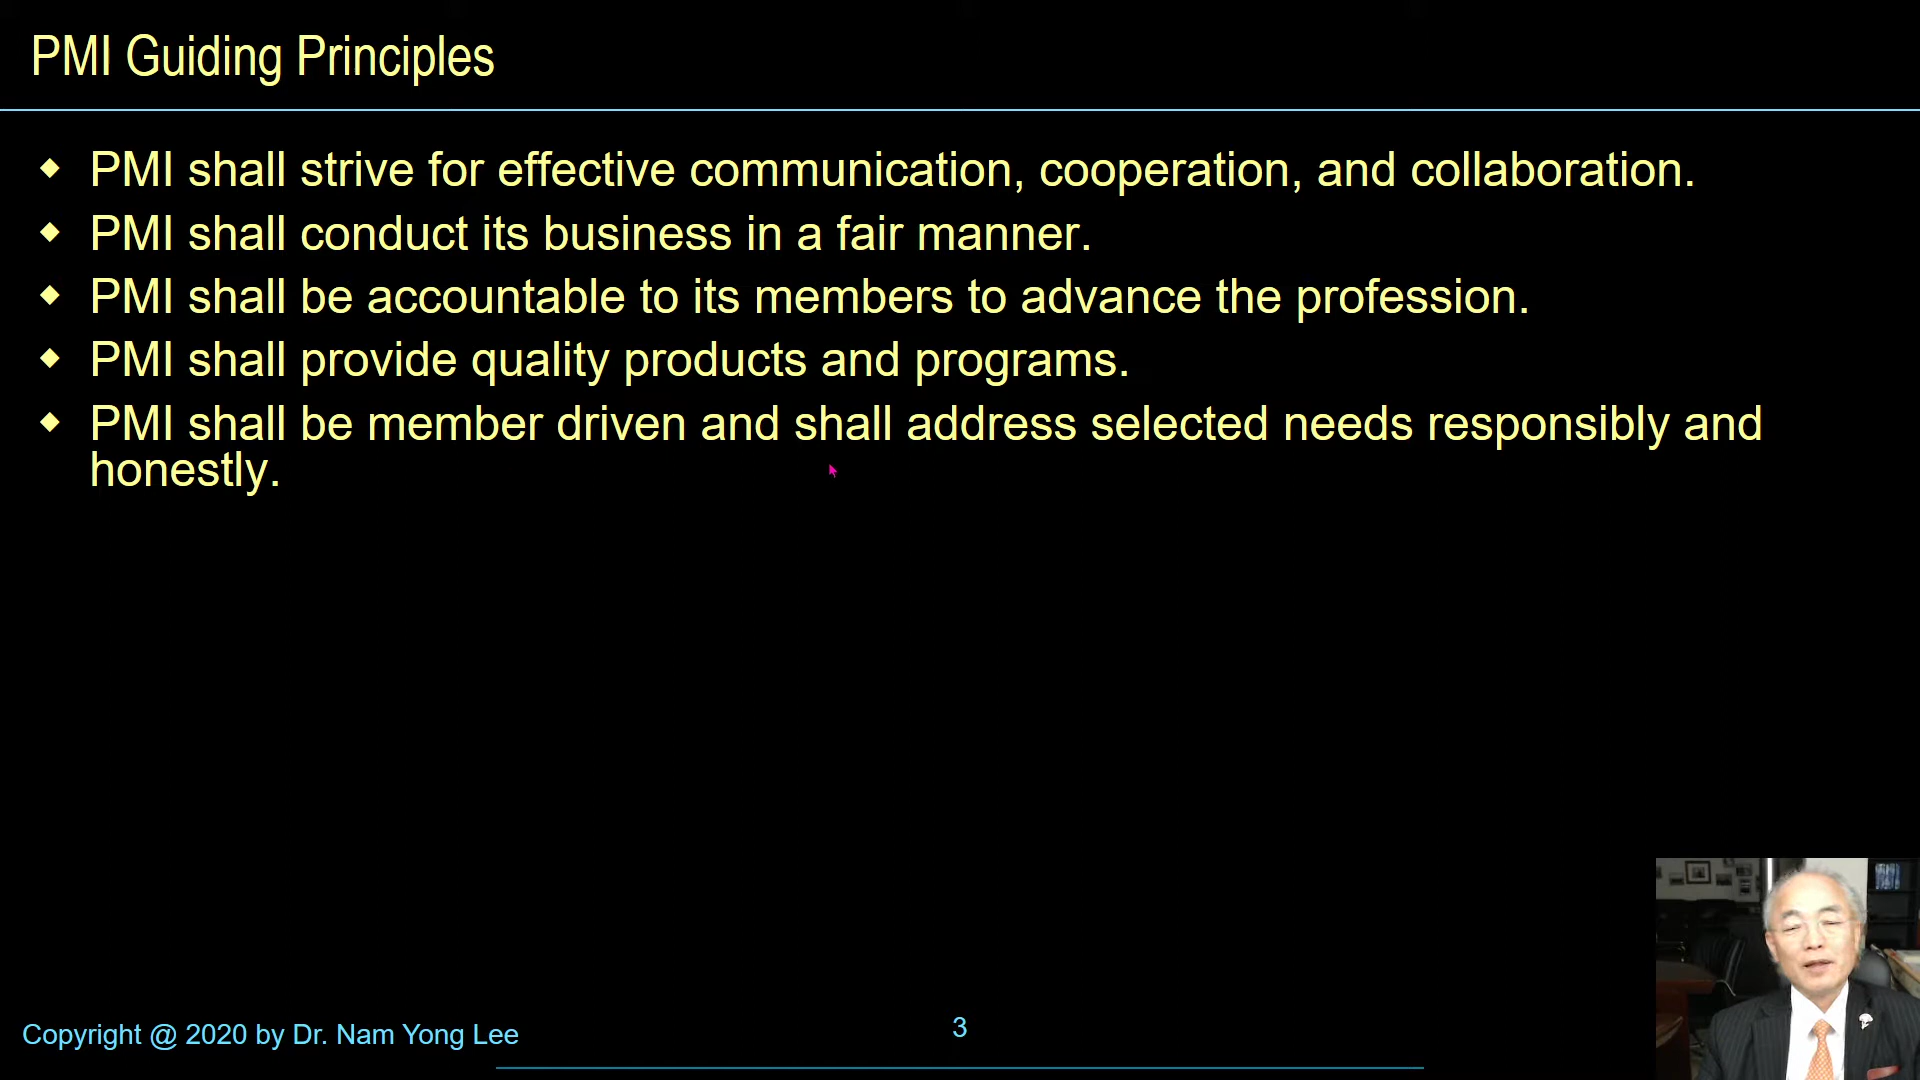 PMI Guiding Principles
PMI shall strive for effective communication, cooperation, and collaboration.
PMI shall conduct its business in a fair manner.
PMI shall be accountable to its members to advance the profession.
PMI shall provide quality products and programs.
PMI shall be member driven and shall address selected needs responsibly and
honestly.
Copyright @ 2020 by Dr. Nam Yong Lee
3